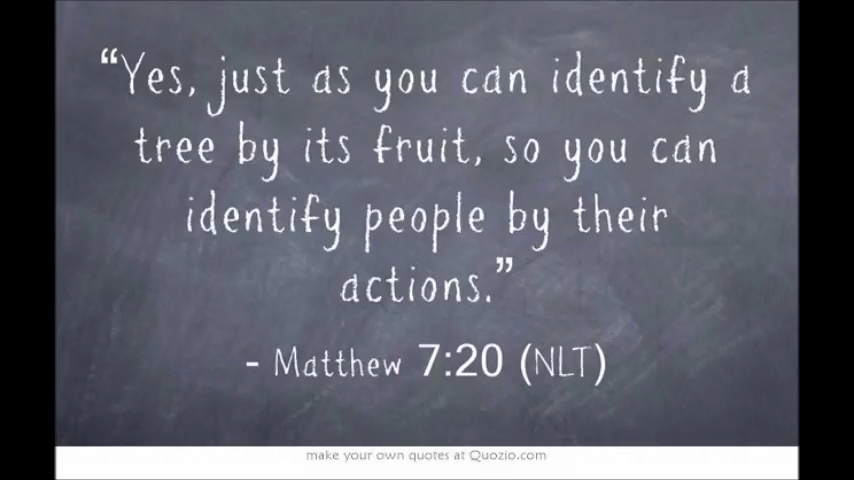 “Yes, just as you can identify a
tree by its fruit, so you can
identify people by their
actions.”
- Matthew 7:20 (NLT)
make your own quotes at Quozio.com